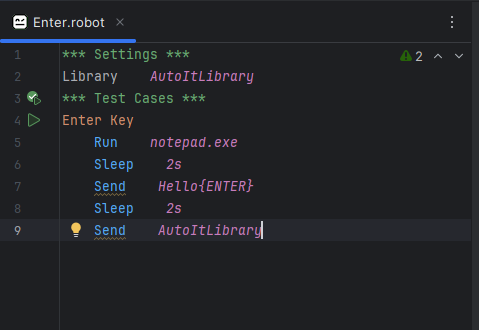 Enter.robot
2
1 *** Settings ***
2 Library    AutoItLibrary
3 *** Test Cases ***
4 Enter Key
5     Run    notepad.exe
6     Sleep    2s
7     Send    Hello{ENTER}
8     Sleep    2s
9     Send    AutoItLibrary